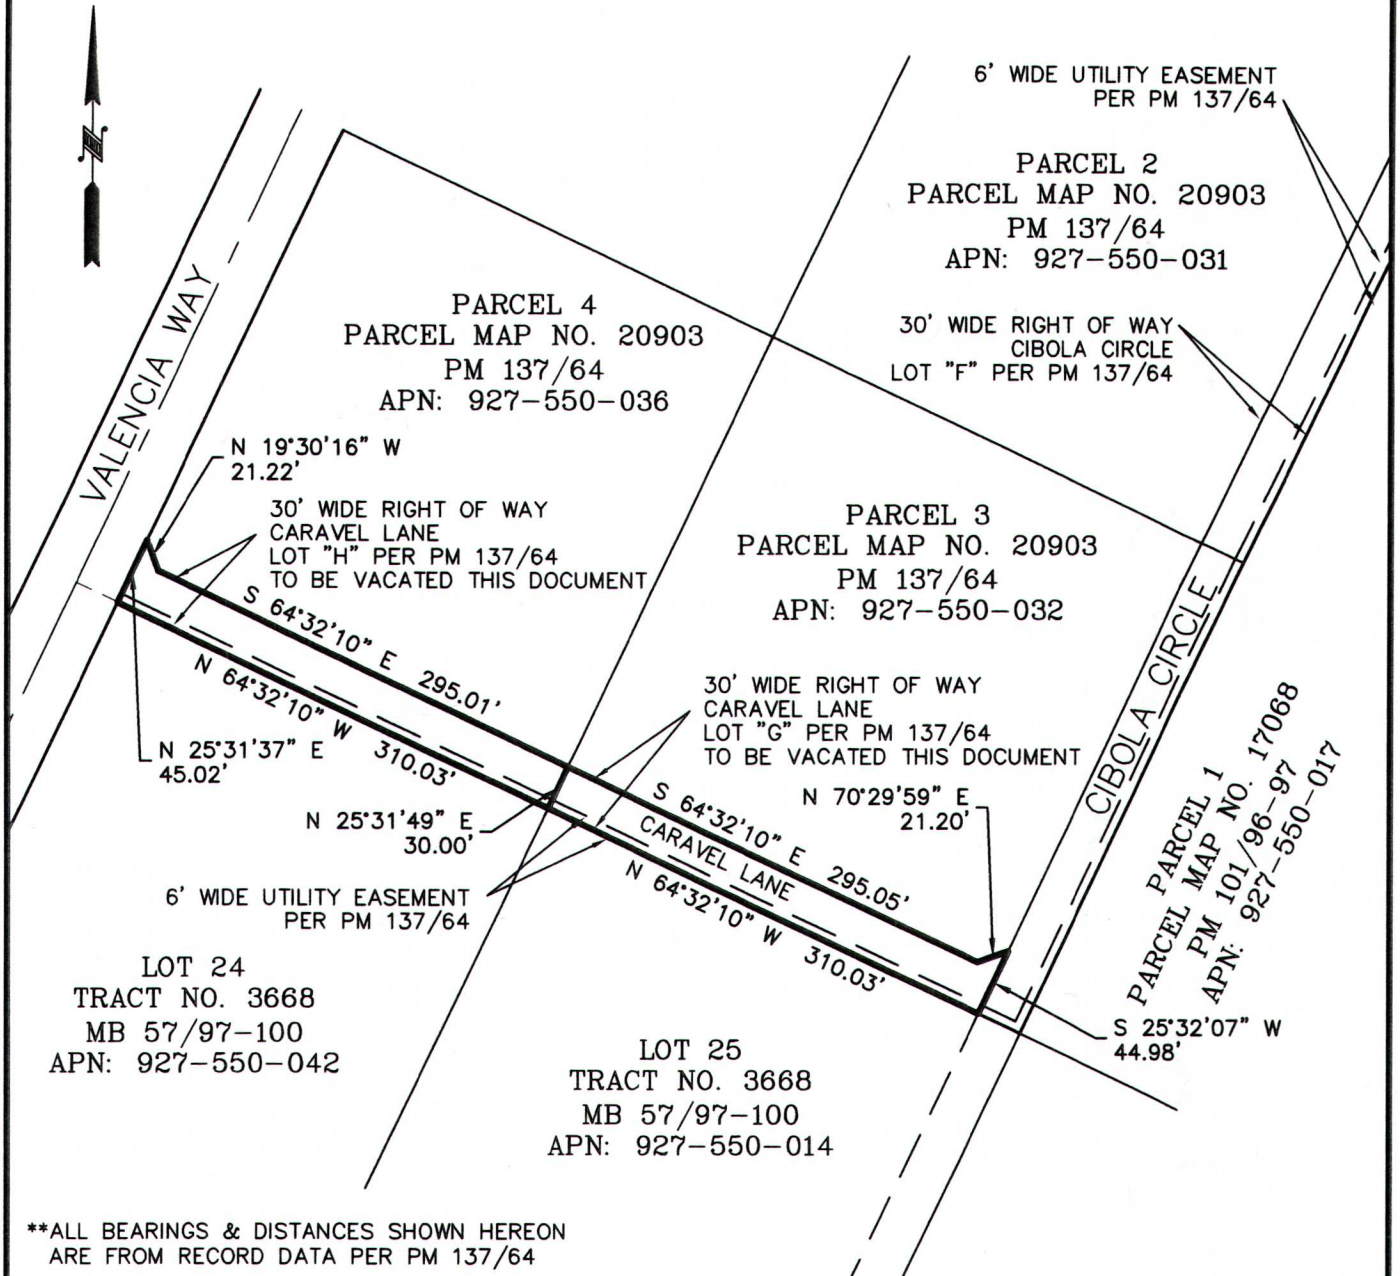 6' WIDE UTILITY EASEMENT
PER PM 137/64
PARCEL 2
PARCEL MAP NO. 20903
PM 137/64
APN: 927-550-031
30' WIDE RIGHT OF WAY
CIBOLA CIRCLE
LOT "F" PER PM 137/64
VALENCIA WAY
PARCEL 4
PARCEL MAP NO. 20903
PM 137/64
APN: 927-550-036
N 19°30'16" W
21.22'
30' WIDE RIGHT OF WAY
CARAVEL LANE
LOT "H" PER PM 137/64
TO BE VACATED THIS DOCUMENT
PARCEL 3
PARCEL MAP NO. 20903
PM 137/64
APN: 927-550-032
S 64°32'10" E 295.01'
N 64°32'10" W 310.03'
N 25°31'37" E
45.02'
30' WIDE RIGHT OF WAY
CARAVEL LANE
LOT "G" PER PM 137/64
TO BE VACATED THIS DOCUMENT
CIBOLA CIRCLE
N 25°31'49" E
30.00'
N 70°29'59" E
21.20'
S 64°32'10" E 295.05'
CARAVEL LANE
N 64°32'10" W 310.03'
PARCEL 1
PARCEL MAP NO. 17068
PM 101/96-97
APN: 927-550-017
6' WIDE UTILITY EASEMENT
PER PM 137/64
LOT 24
TRACT NO. 3668
MB 57/97-100
APN: 927-550-042
S 25°32'07" W
44.98'
LOT 25
TRACT NO. 3668
MB 57/97-100
APN: 927-550-014
**ALL BEARINGS & DISTANCES SHOWN HEREON
ARE FROM RECORD DATA PER PM 137/64